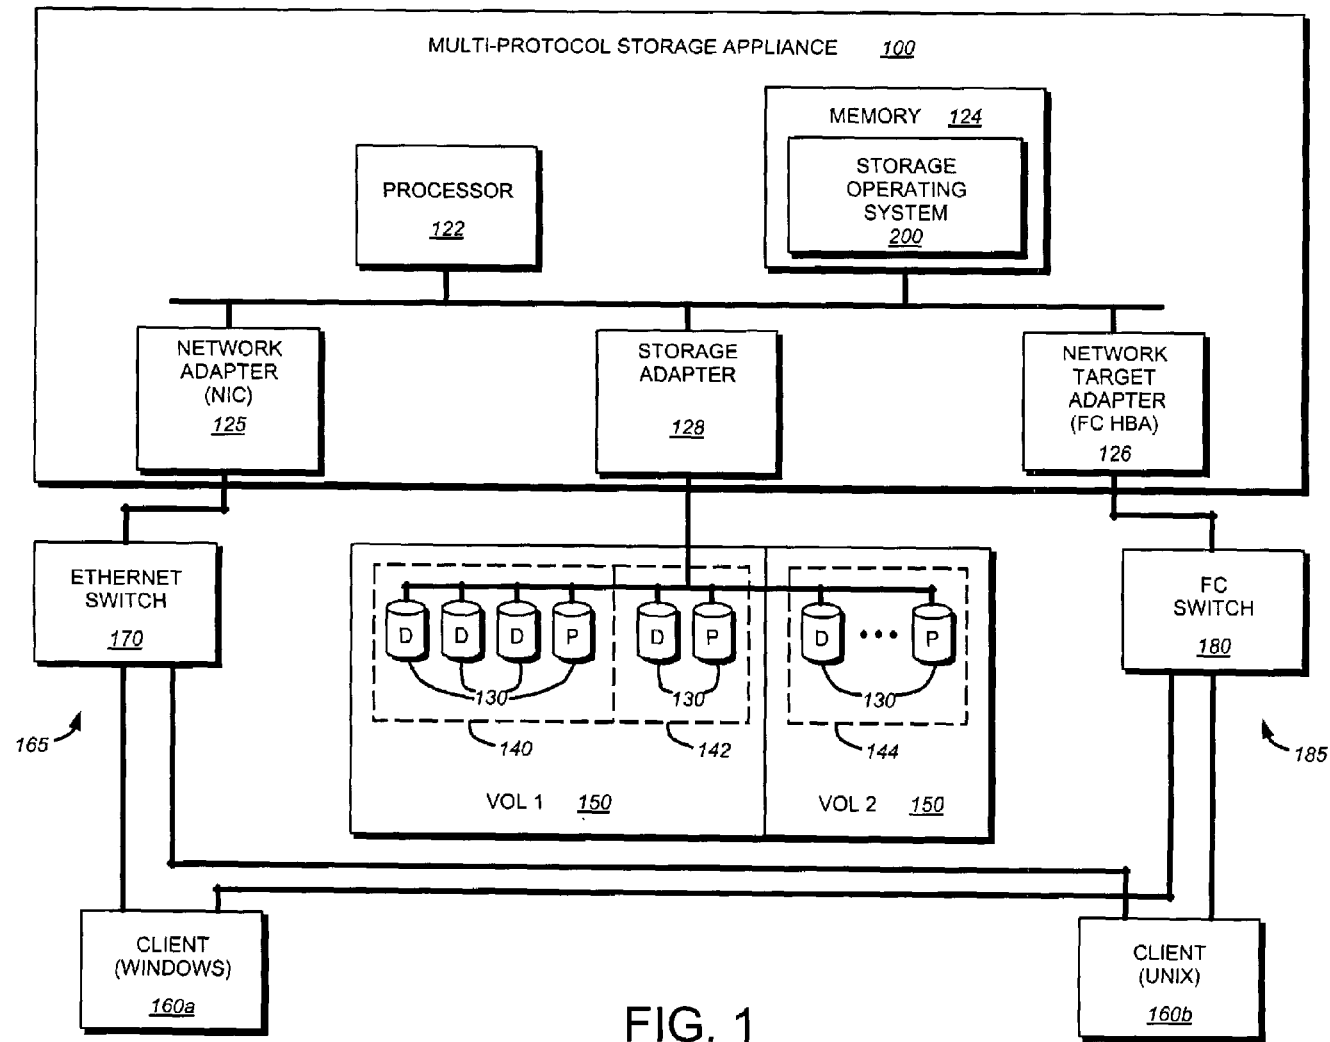 MULTI-PROTOCOL STORAGE APPLIANCE 100
MEMORY 124
STORAGE
OPERATING
SYSTEM
200
PROCESSOR
122
NETWORK
ADAPTER
(NIC)
125
STORAGE
ADAPTER
128
NETWORK
TARGET
ADAPTER
(FC HBA)
126
ETHERNET
SWITCH
170
FC
SWITCH
180
D D D P D P D P
130 130 130
140 142 144
165
185
VOL 1 150
VOL 2 150
CLIENT
(WINDOWS)
160a
CLIENT
(UNIX)
160b
FIG. 1